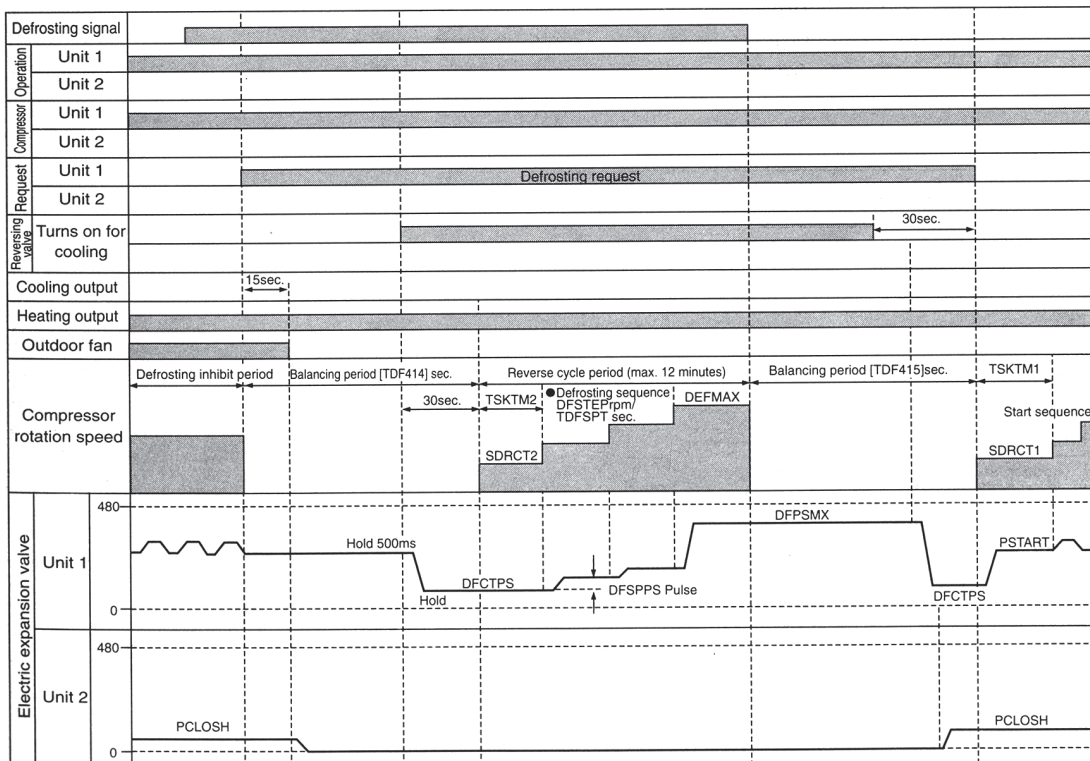 Defrosting signal
Operation
Unit 1
Unit 2
Compressor
Unit 1
Unit 2
Request
Unit 1
Defrosting request
Unit 2
Reversing valve
Turns on for cooling
30sec.
Cooling output
15sec.
Heating output
Outdoor fan
Compressor rotation speed
Defrosting inhibit period
Balancing period [TDF414] sec.
Reverse cycle period (max. 12 minutes)
Balancing period [TDF415]sec.
TSKTM1
30sec.
TSKTM2
●Defrosting sequence
DFSTEPrpm/
TDFSPT sec.
DEFMAX
Start sequence
SDRCT2
SDRCT1
Electric expansion valve
Unit 1
480
0
Hold 500ms
Hold
DFCTPS
DFSPPS Pulse
DFPSMX
DFCTPS
PSTART
Unit 2
480
0
PCLOSH
PCLOSH